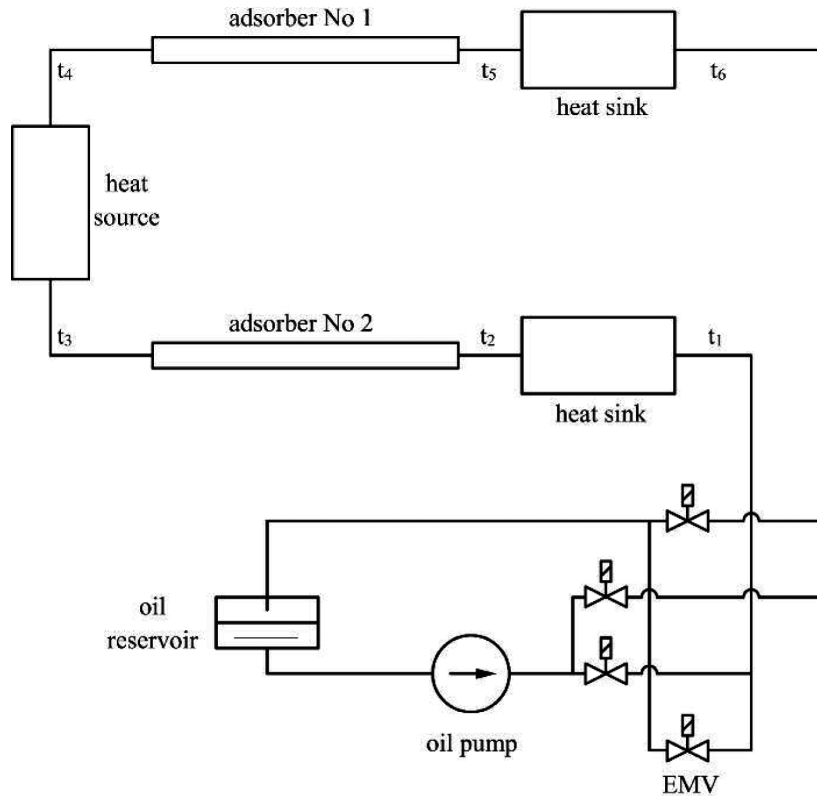 adsorber No 1
t₄
t₅
t₆
heat sink
heat
source
adsorber No 2
t₃
t₂
t₁
heat sink
oil
reservoir
oil pump
EMV